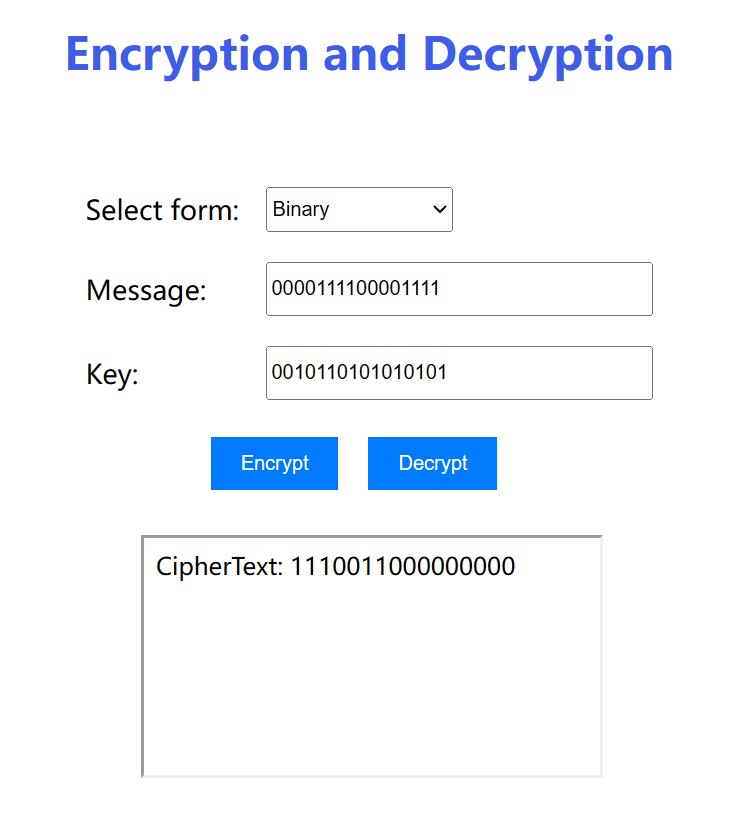 Encryption and Decryption
Select form: Binary
Message: 0000111100001111
Key: 0010110101010101
Encrypt Decrypt
CipherText: 1110011000000000